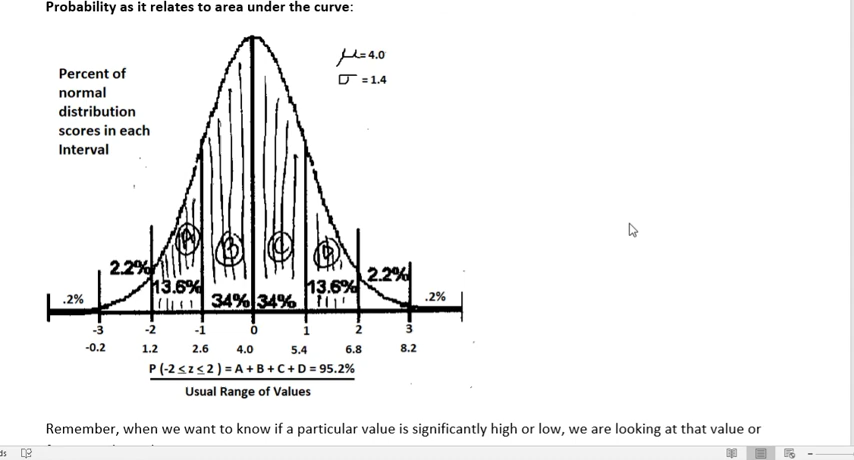 Probability as it relates to area under the curve:
μ = 4.0
σ = 1.4
Percent of
normal
distribution
scores in each
Interval
A B C D
2.2% 2.2%
13.6% 13.6%
.2% 34% 34% .2%
-3 -2 -1 0 1 2 3
-0.2 1.2 2.6 4.0 5.4 6.8 8.2
P (-2 ≤ z ≤ 2 ) = A + B + C + D = 95.2%
Usual Range of Values
Remember, when we want to know if a particular value is significantly high or low, we are looking at that value or